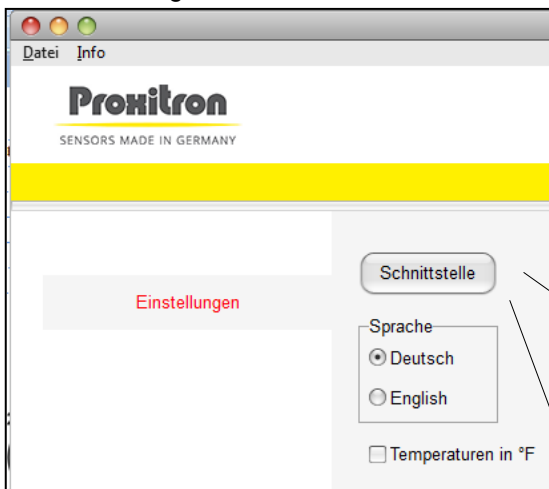 Datei Info
Proxitron
SENSORS MADE IN GERMANY
Schnittstelle
Einstellungen
Sprache
Deutsch
English
Temperaturen in °F